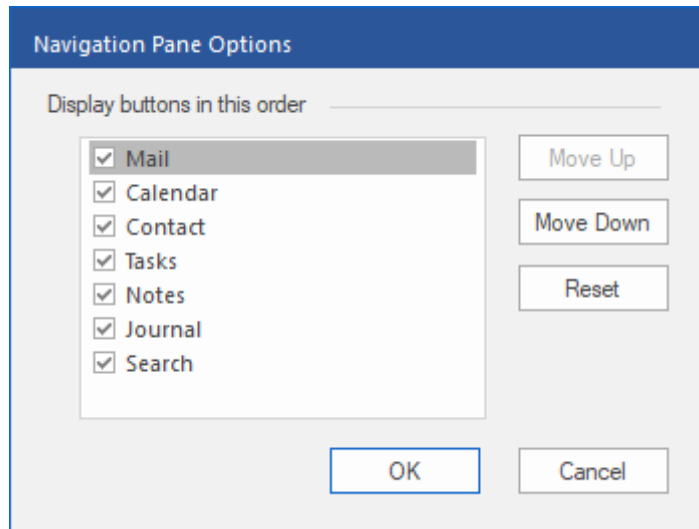 Navigation Pane Options
Display buttons in this order
Mail
Calendar
Contact
Tasks
Notes
Journal
Search
Move Up
Move Down
Reset
OK
Cancel